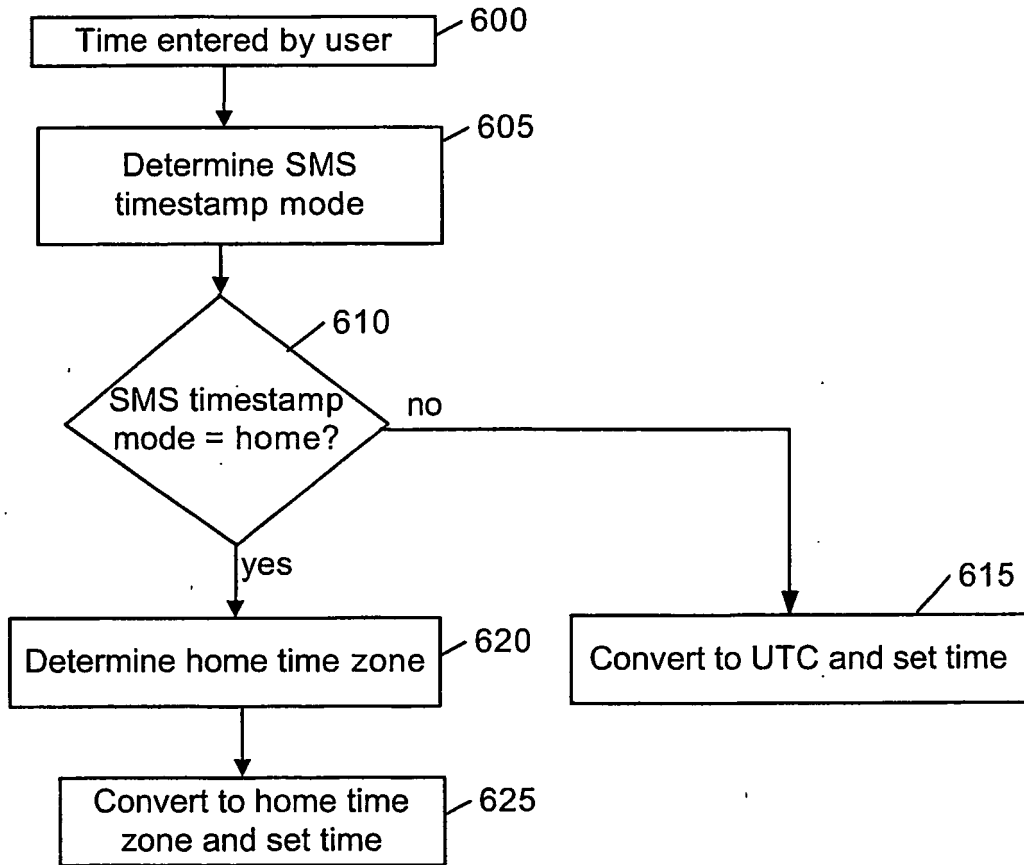 Time entered by user
600
605
Determine SMS
timestamp mode
610
SMS timestamp
mode = home?
no
yes
615
620
Determine home time zone
Convert to UTC and set time
625
Convert to home time
zone and set time